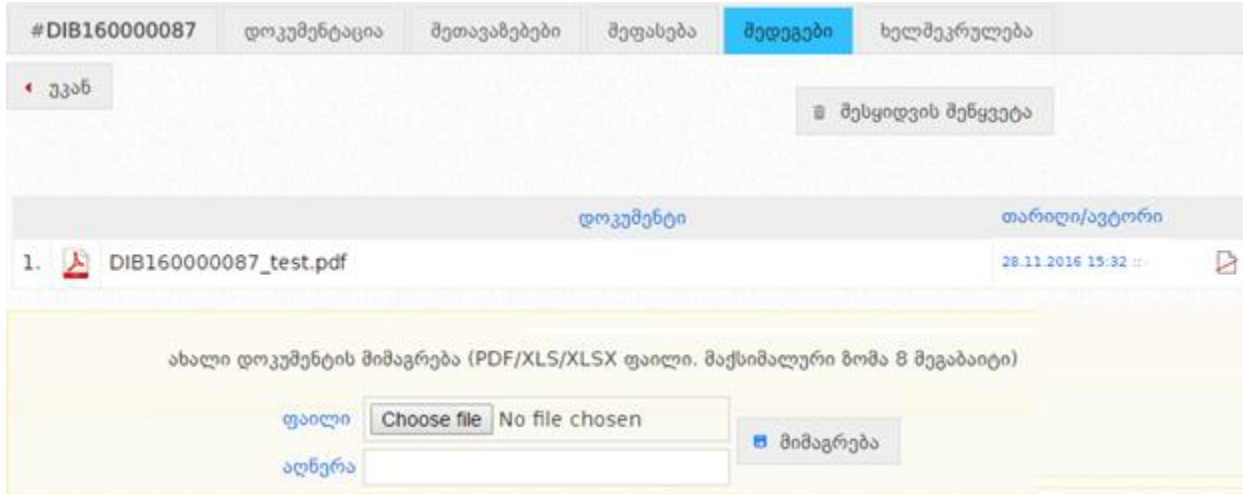 #DIB160000087 დოკუმენტაცია შეთავაზებები შეფასება შედეგები ხელშეკრულება
უკან
შესყიდვის შეწყვეტა
დოკუმენტი თარიღი/ავტორი
1. DIB160000087_test.pdf 28.11.2016 15:32 ::
ახალი დოკუმენტის მიმაგრება (PDF/XLS/XLSX ფაილი. მაქსიმალური ზომა 8 მეგაბაიტი)
ფაილი Choose file No file chosen
მიმაგრება
აღწერა